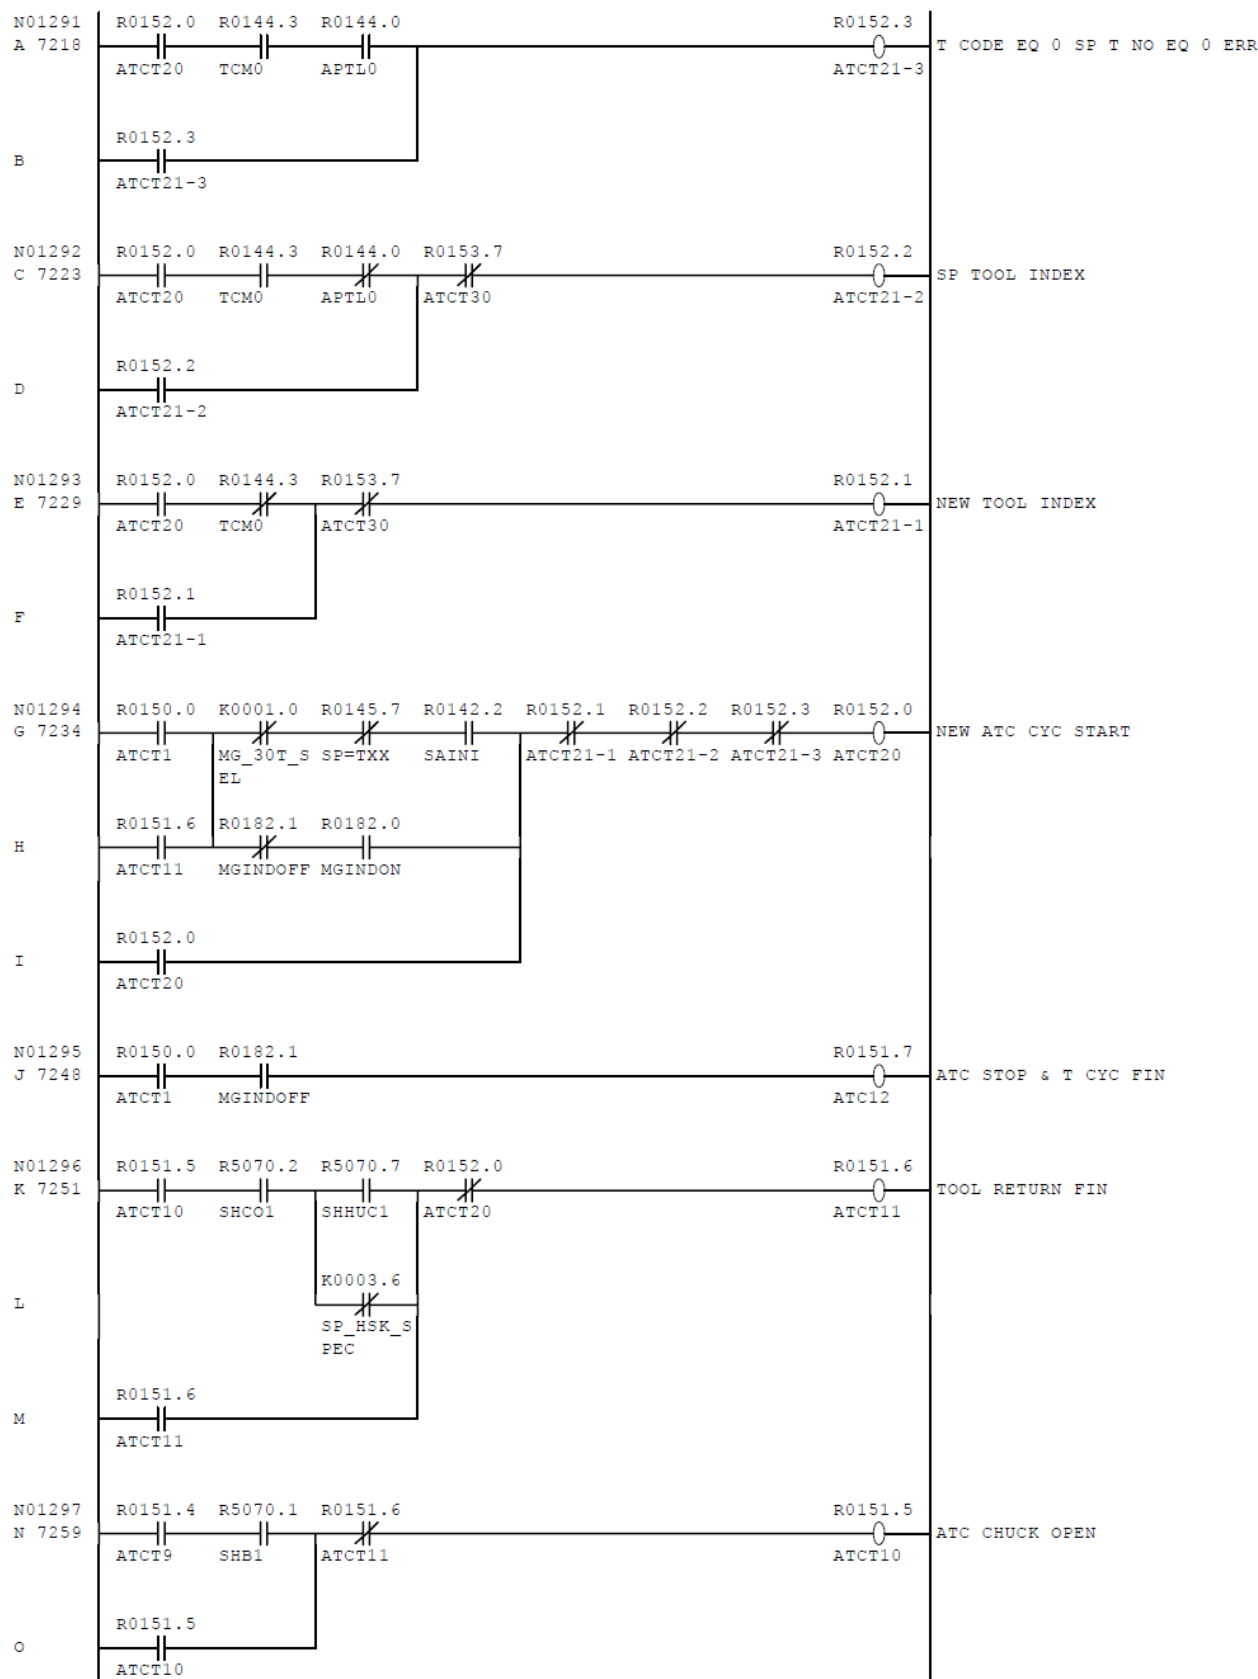 N01291 R0152.0 R0144.3 R0144.0 R0152.3
A 7218 T CODE EQ 0 SP T NO EQ 0 ERR
ATCT20 TCM0 APTL0 ATCT21-3
R0152.3
B
ATCT21-3
N01292 R0152.0 R0144.3 R0144.0 R0153.7 R0152.2
C 7223 SP TOOL INDEX
ATCT20 TCM0 APTL0 ATCT30 ATCT21-2
R0152.2
D
ATCT21-2
N01293 R0152.0 R0144.3 R0153.7 R0152.1
E 7229 NEW TOOL INDEX
ATCT20 TCM0 ATCT30 ATCT21-1
R0152.1
F
ATCT21-1
N01294 R0150.0 K0001.0 R0145.7 R0142.2 R0152.1 R0152.2 R0152.3 R0152.0
G 7234 NEW ATC CYC START
ATCT1 MG_30T_S SP=TXX SAINI ATCT21-1 ATCT21-2 ATCT21-3 ATCT20
EL
R0151.6 R0182.1 R0182.0
H
ATCT11 MGINDOFF MGINDON
R0152.0
I
ATCT20
N01295 R0150.0 R0182.1 R0151.7
J 7248 ATC STOP & T CYC FIN
ATCT1 MGINDOFF ATC12
N01296 R0151.5 R5070.2 R5070.7 R0152.0 R0151.6
K 7251 TOOL RETURN FIN
ATCT10 SHCO1 SHHUC1 ATCT20 ATCT11
K0003.6
L
SP_HSK_S
PEC
R0151.6
M
ATCT11
N01297 R0151.4 R5070.1 R0151.6 R0151.5
N 7259 ATC CHUCK OPEN
ATCT9 SHB1 ATCT11 ATCT10
R0151.5
O
ATCT10